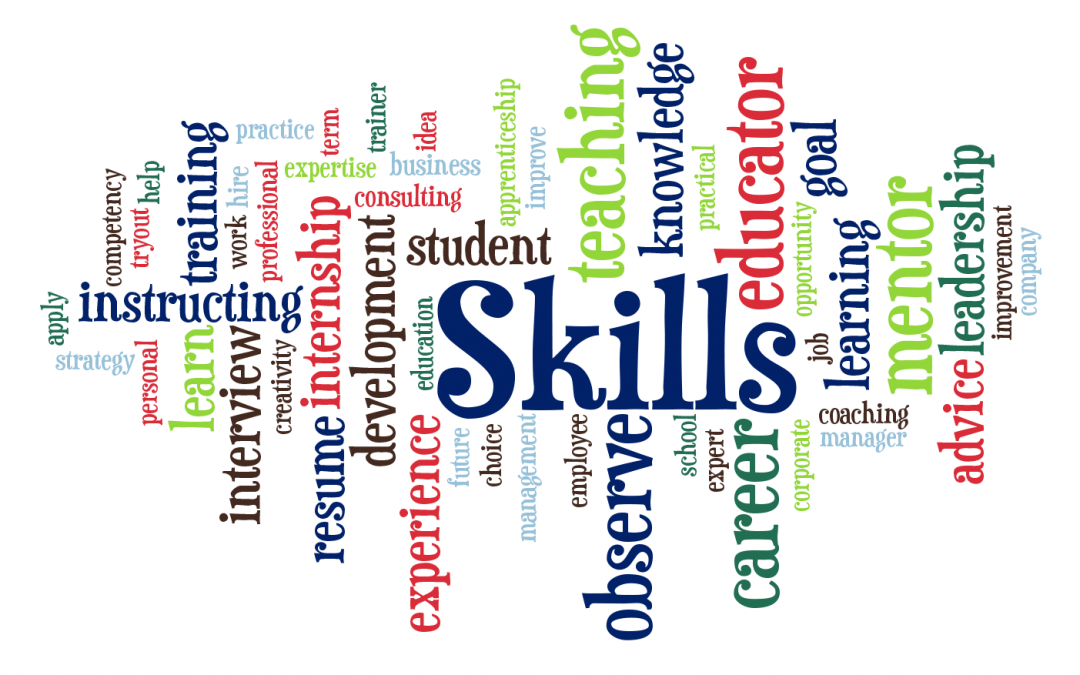 practice
term
trainer
idea
apprenticeship
teaching
knowledge
educator
goal
training
hire
expertise
business
improve
practical
help
competency
tryout
work
professional
consulting
student
opportunity
learning
mentor
leadership
improvement
company
apply
instructing
internship
development
education
Skills
job
strategy
personal
learn
interview
creativity
resume
experience
future
choice
management
employee
observe
school
expert
career
corporate
coaching
manager
advice